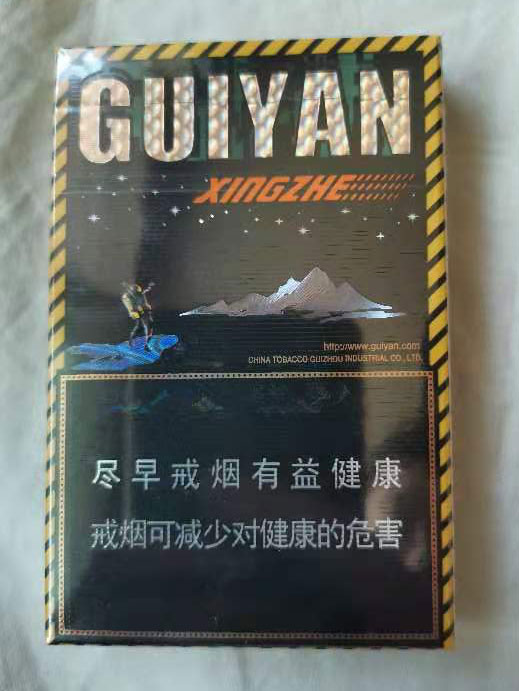 GUIYAN
XINGZHE
http://www.guiyan.com
CHINA TOBACCO GUIZHOU INDUSTRIAL CO., LTD.
尽早戒烟有益健康
戒烟可减少对健康的危害